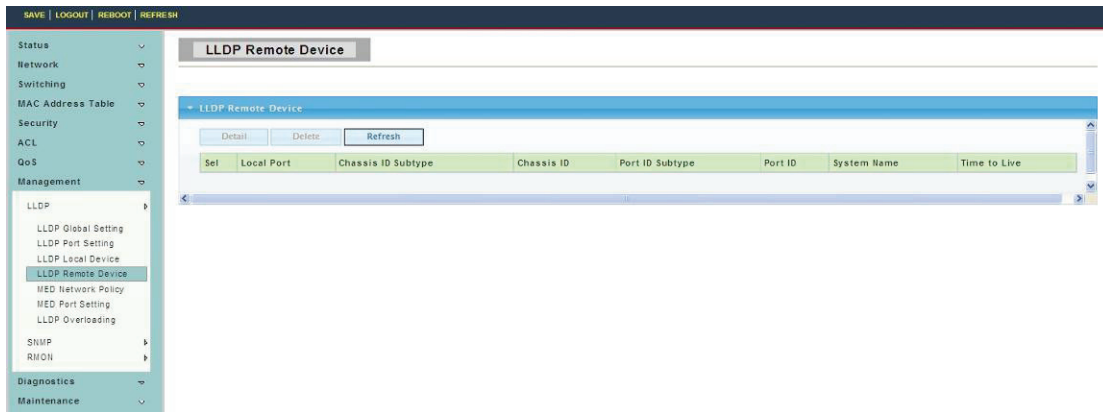 SAVE | LOGOUT | REBOOT | REFRESH
Status
Network
Switching
MAC Address Table
Security
ACL
QoS
Management
LLDP
LLDP Global Setting
LLDP Port Setting
LLDP Local Device
LLDP Remote Device
MED Network Policy
MED Port Setting
LLDP Overloading
SNMP
RMON
Diagnostics
Maintenance
LLDP Remote Device
LLDP Remote Device
Detail Delete Refresh
Sel Local Port Chassis ID Subtype Chassis ID Port ID Subtype Port ID System Name Time to Live